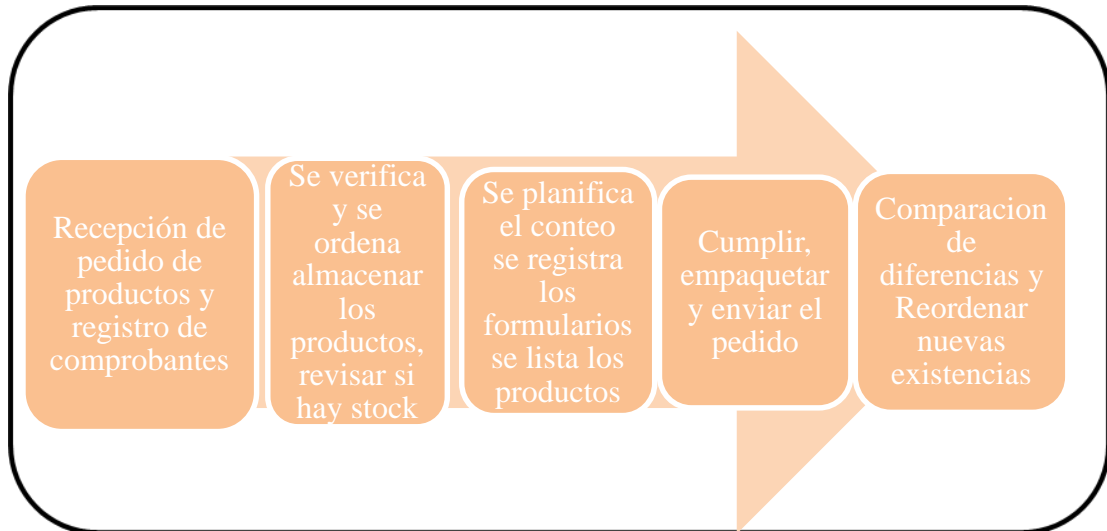 Recepción de
pedido de
productos y
registro de
comprobantes
Se verifica
y se
ordena
almacenar
los
productos,
revisar si
hay stock
Se planifica
el conteo
se registra
los
formularios
se lista los
productos
Cumplir,
empaquetar
y enviar el
pedido
Comparacion
de
diferencias y
Reordenar
nuevas
existencias